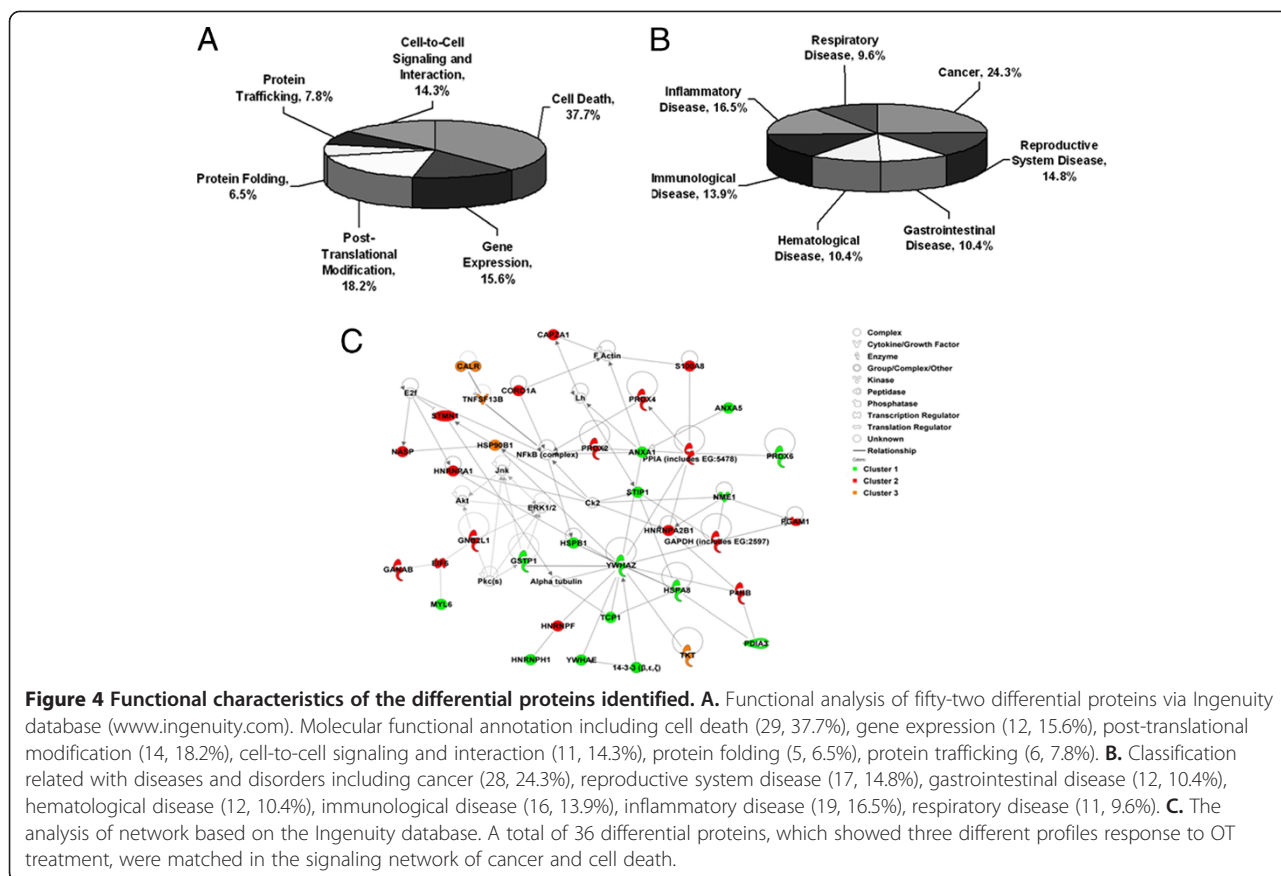 A
Cell-to-Cell
Signaling and
Interaction,
14.3%
Protein
Trafficking, 7.8%
Cell Death,
37.7%
Protein Folding,
6.5%
Post-
Translational
Modification,
18.2%
Gene
Expression,
15.6%
B
Respiratory
Disease, 9.6%
Cancer, 24.3%
Inflammatory
Disease, 16.5%
Reproductive
System Disease,
14.8%
Immunological
Disease, 13.9%
Hematological
Disease, 10.4%
Gastrointestinal
Disease, 10.4%
C
CAPZA1
F Actin
S100A8
CALR
TNFSF13B
CORO1A
Lh
PRDX4
ANXA5
E2f
STMN1
NASP
HSP90B1
NFkB (complex)
PRDX2
ANXA1
PPIA (includes EG:5478)
PRDX6
HNRNPA1
Jnk
Akt
ERK1/2
Ck2
STIP1
NME1
GNB2L1
HSPB1
HNRNPA2B1
GAPDH (includes EG:2597)
PGAM1
GANAB
GSTP1
YWHAZ
Pkc(s)
Alpha tubulin
HSPA8
P4HB
MYL6
TCP1
HNRNPF
PDIA3
HNRNPH1
YWHAE
14-3-3 (β,ε,ζ)
TKT
Complex
Cytokine/Growth Factor
Enzyme
Group/Complex/Other
Kinase
Peptidase
Phosphatase
Transcription Regulator
Translation Regulator
Unknown
Relationship
Cluster 1
Cluster 2
Cluster 3
Figure 4 Functional characteristics of the differential proteins identified. A. Functional analysis of fifty-two differential proteins via Ingenuity
database (www.ingenuity.com). Molecular functional annotation including cell death (29, 37.7%), gene expression (12, 15.6%), post-translational
modification (14, 18.2%), cell-to-cell signaling and interaction (11, 14.3%), protein folding (5, 6.5%), protein trafficking (6, 7.8%). B. Classification
related with diseases and disorders including cancer (28, 24.3%), reproductive system disease (17, 14.8%), gastrointestinal disease (12, 10.4%),
hematological disease (12, 10.4%), immunological disease (16, 13.9%), inflammatory disease (19, 16.5%), respiratory disease (11, 9.6%). C. The
analysis of network based on the Ingenuity database. A total of 36 differential proteins, which showed three different profiles response to OT
treatment, were matched in the signaling network of cancer and cell death.